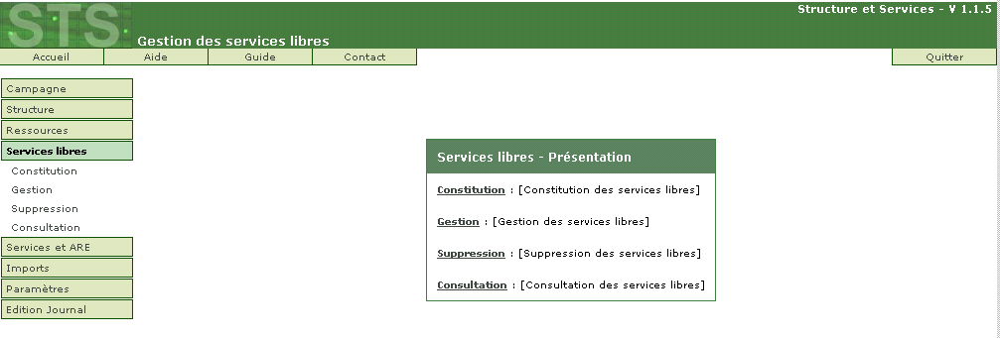 Structure et Services - V 1.1.5
STS
Gestion des services libres
Accueil
Aide
Guide
Contact
Quitter
Campagne
Structure
Ressources
Services libres
Constitution
Gestion
Suppression
Consultation
Services et ARE
Imports
Paramètres
Edition Journal
Services libres - Présentation
Constitution : [Constitution des services libres]
Gestion : [Gestion des services libres]
Suppression : [Suppression des services libres]
Consultation : [Consultation des services libres]